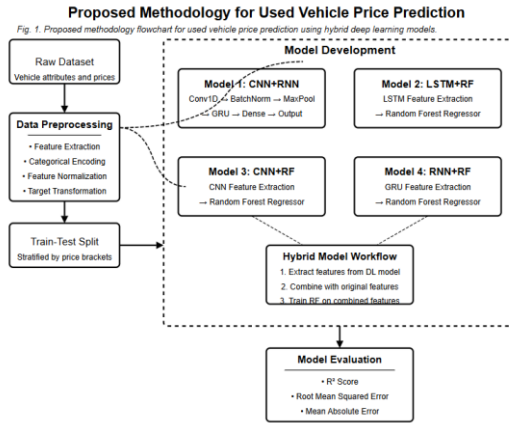 Proposed Methodology for Used Vehicle Price Prediction
Fig. 1. Proposed methodology flowchart for used vehicle price prediction using hybrid deep learning models.
Raw Dataset
Vehicle attributes and prices
Data Preprocessing
• Feature Extraction
• Categorical Encoding
• Feature Normalization
• Target Transformation
Train-Test Split
Stratified by price brackets
Model Development
Model 1: CNN+RNN
Conv1D → BatchNorm → MaxPool
→ GRU → Dense → Output
Model 2: LSTM+RF
LSTM Feature Extraction
→ Random Forest Regressor
Model 3: CNN+RF
CNN Feature Extraction
→ Random Forest Regressor
Model 4: RNN+RF
GRU Feature Extraction
→ Random Forest Regressor
Hybrid Model Workflow
1. Extract features from DL model
2. Combine with original features
3. Train RF on combined features
Model Evaluation
• R² Score
• Root Mean Squared Error
• Mean Absolute Error